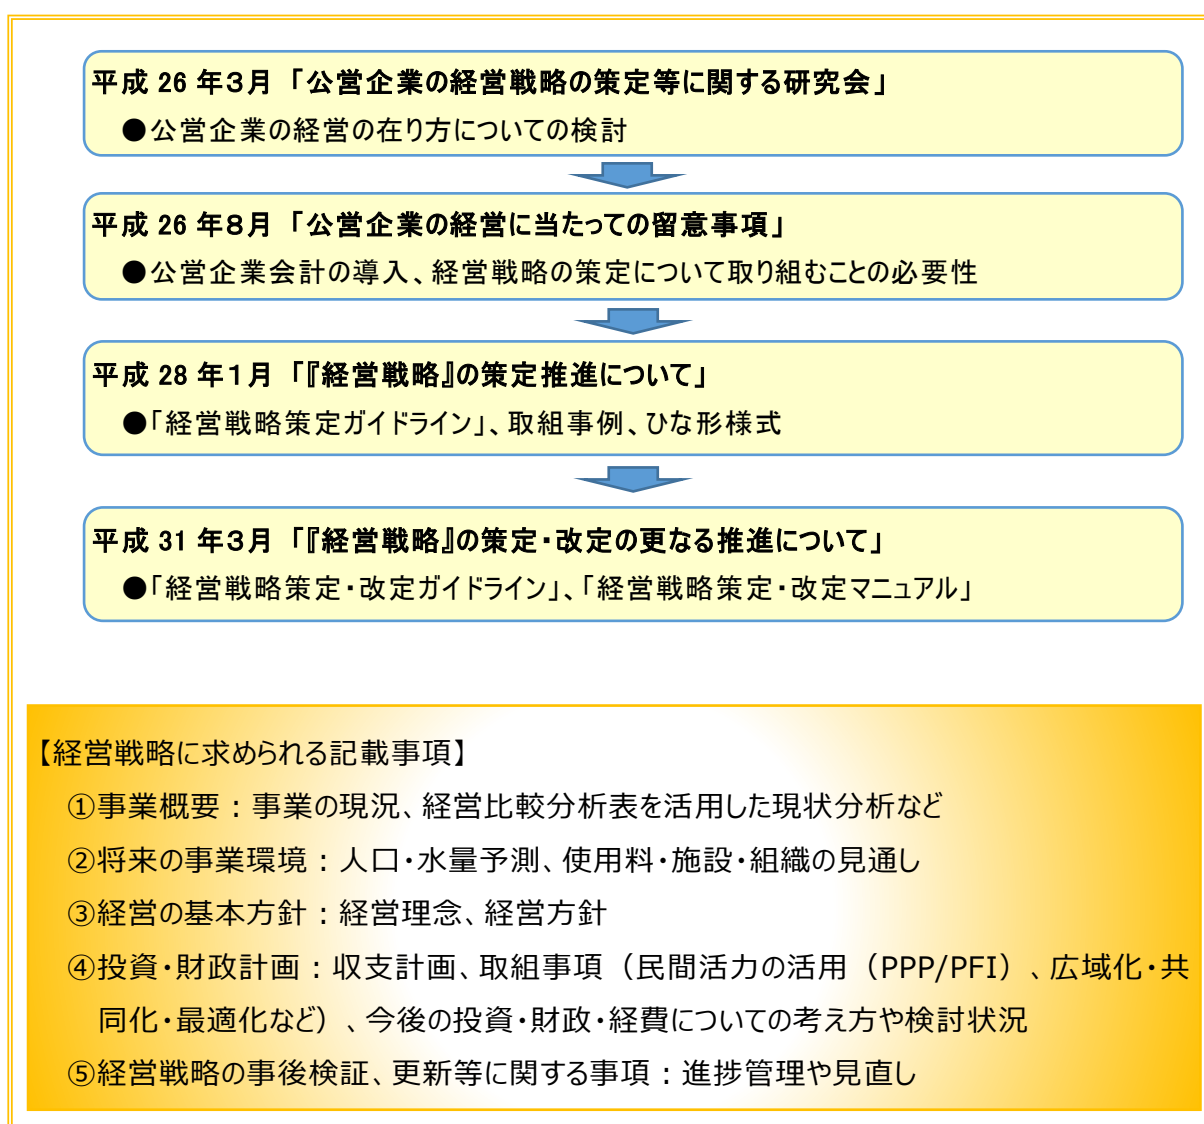 平成 26 年３月「公営企業の経営戦略の策定等に関する研究会」
●公営企業の経営の在り方についての検討
平成 26 年８月「公営企業の経営に当たっての留意事項」
●公営企業会計の導入、経営戦略の策定について取り組むことの必要性
平成 28 年１月「『経営戦略』の策定推進について」
●「経営戦略策定ガイドライン」、取組事例、ひな形様式
平成 31 年３月「『経営戦略』の策定・改定の更なる推進について」
●「経営戦略策定・改定ガイドライン」、「経営戦略策定・改定マニュアル」
【経営戦略に求められる記載事項】
①事業概要：事業の現況、経営比較分析表を活用した現状分析など
②将来の事業環境：人口・水量予測、使用料・施設・組織の見通し
③経営の基本方針：経営理念、経営方針
④投資・財政計画：収支計画、取組事項（民間活力の活用（PPP/PFI）、広域化・共
同化・最適化など）、今後の投資・財政・経費についての考え方や検討状況
⑤経営戦略の事後検証、更新等に関する事項：進捗管理や見直し